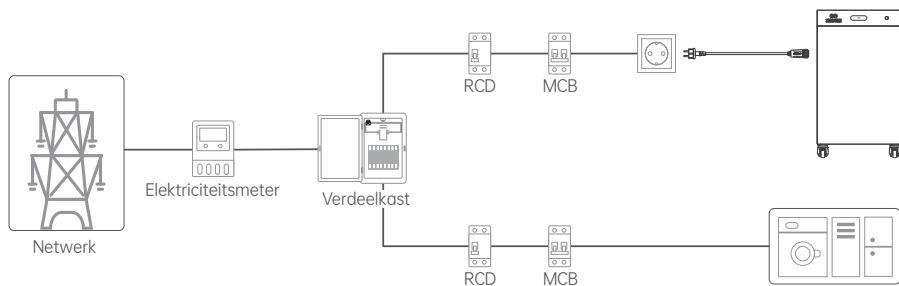 RCD
MCB
Elektriciteitsmeter
Verdeelkast
Netwerk
RCD
MCB